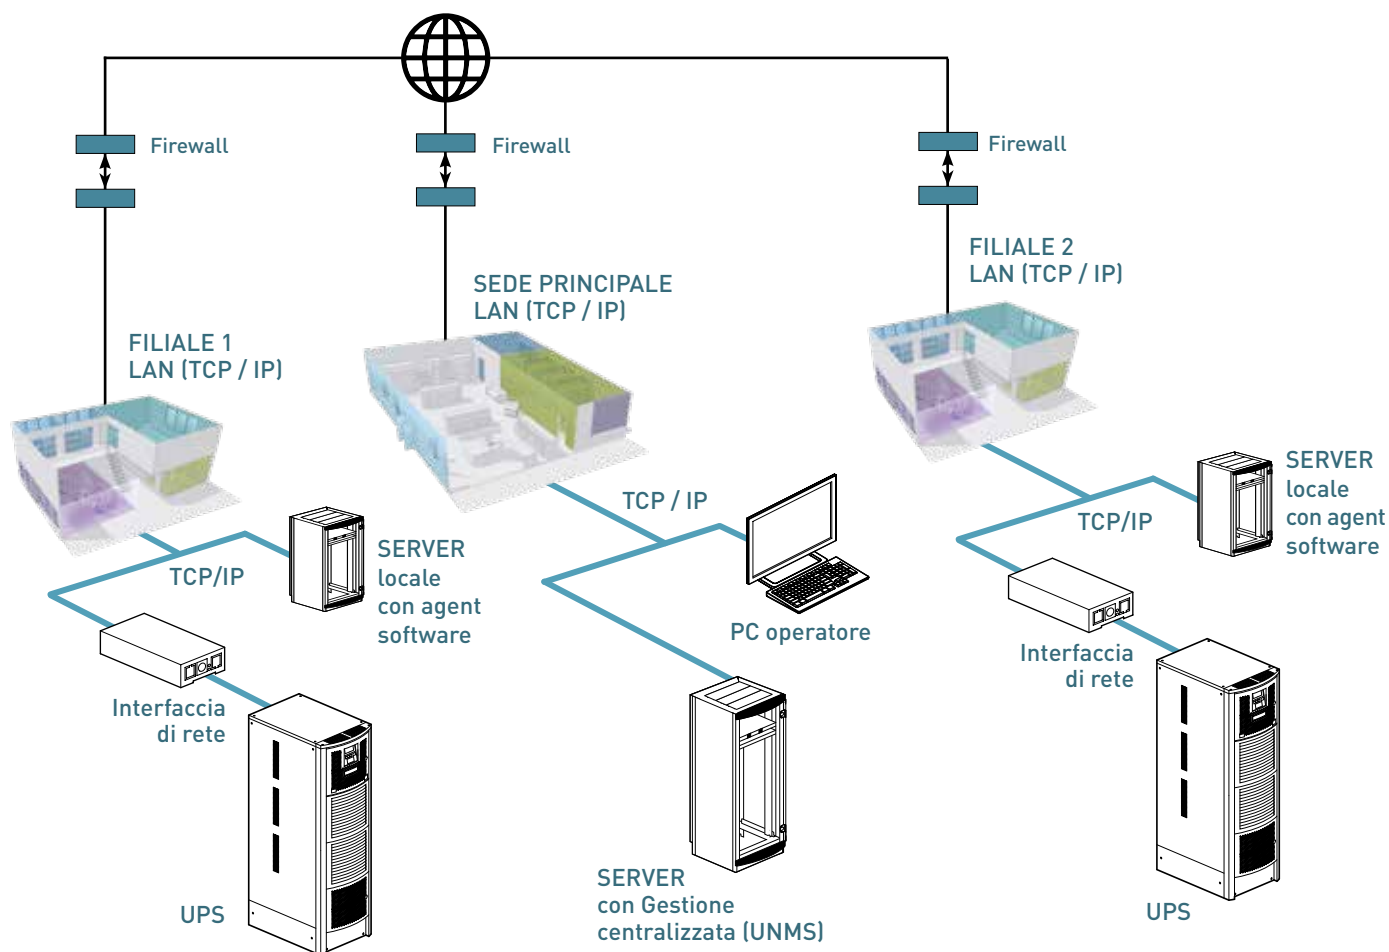 Firewall
Firewall
Firewall
FILIALE 2
LAN (TCP / IP)
SEDE PRINCIPALE
LAN (TCP / IP)
FILIALE 1
LAN (TCP / IP)
SERVER
locale
con agent
software
TCP / IP
TCP/IP
SERVER
locale
con agent
software
TCP/IP
PC operatore
Interfaccia
di rete
Interfaccia
di rete
SERVER
con Gestione
centralizzata (UNMS)
UPS
UPS